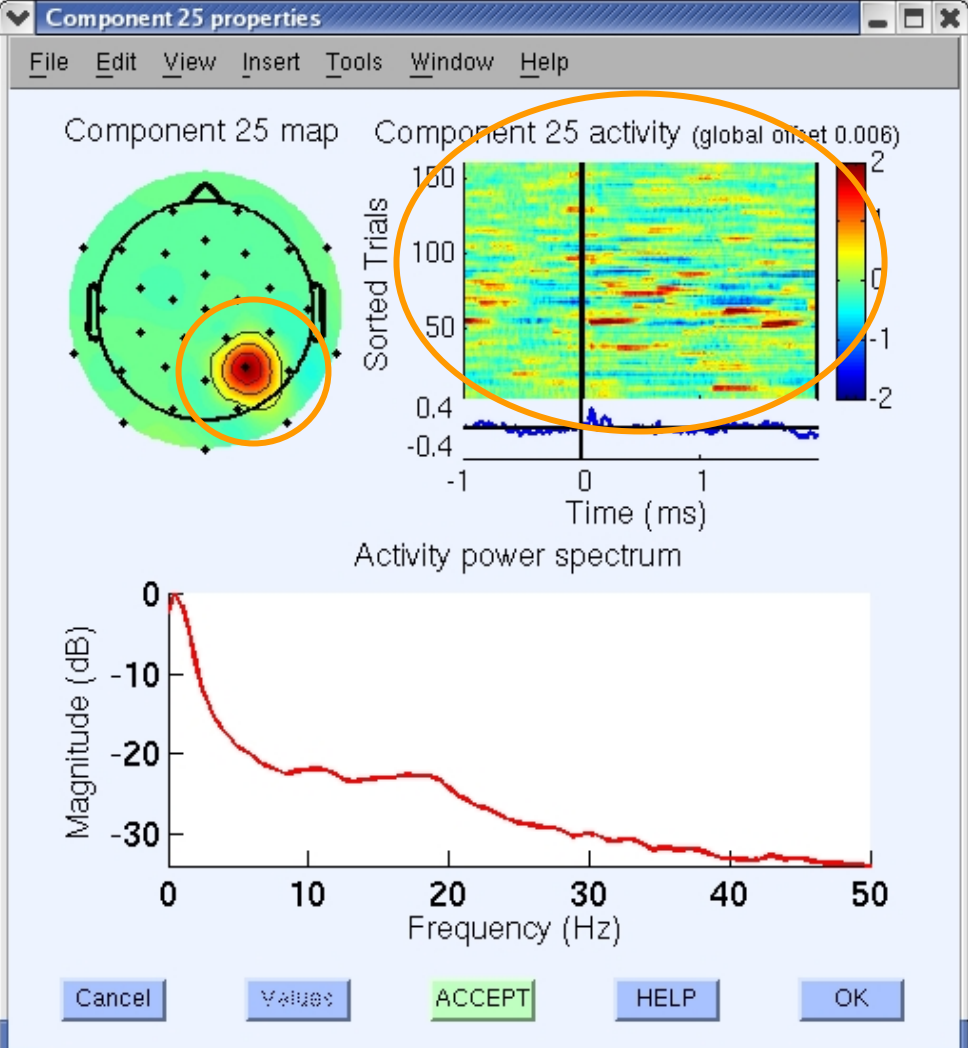 Component 25 properties
File Edit View Insert Tools Window Help
Component 25 map
Component 25 activity (global offset 0.006)
Sorted Trials
150
100
50
2
1
0
-1
-2
0.4
-0.4
-1 0 1
Time (ms)
Activity power spectrum
Magnitude (dB)
0
-10
-20
-30
0 10 20 30 40 50
Frequency (Hz)
Cancel Values ACCEPT HELP OK